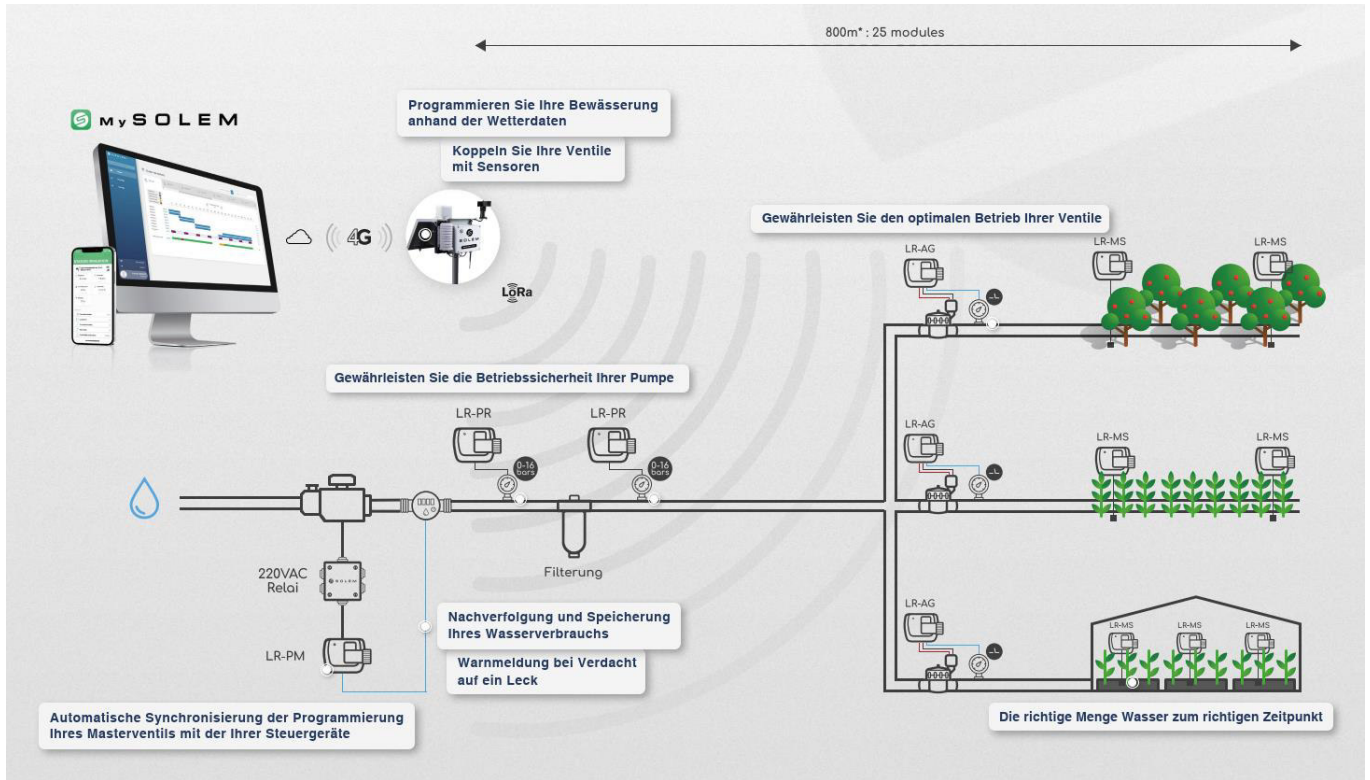 800m* : 25 modules
MySOLEM
Programmieren Sie Ihre Bewässerung
anhand der Wetterdaten
Koppeln Sie Ihre Ventile
mit Sensoren
4G
SOLEM
LoRa
Gewährleisten Sie den optimalen Betrieb Ihrer Ventile
LR-AG
LR-MS
LR-MS
Gewährleisten Sie die Betriebssicherheit Ihrer Pumpe
LR-PR
LR-PR
0-16
bars
0-16
bars
LR-AG
LR-MS
LR-MS
220VAC
Relai
SOLEM
Filterung
LR-PM
Nachverfolgung und Speicherung
Ihres Wasserverbrauchs
Warnmeldung bei Verdacht
auf ein Leck
LR-AG
LR-MS
LR-MS
LR-MS
Automatische Synchronisierung der Programmierung
Ihres Masterventils mit der Ihrer Steuergeräte
Die richtige Menge Wasser zum richtigen Zeitpunkt